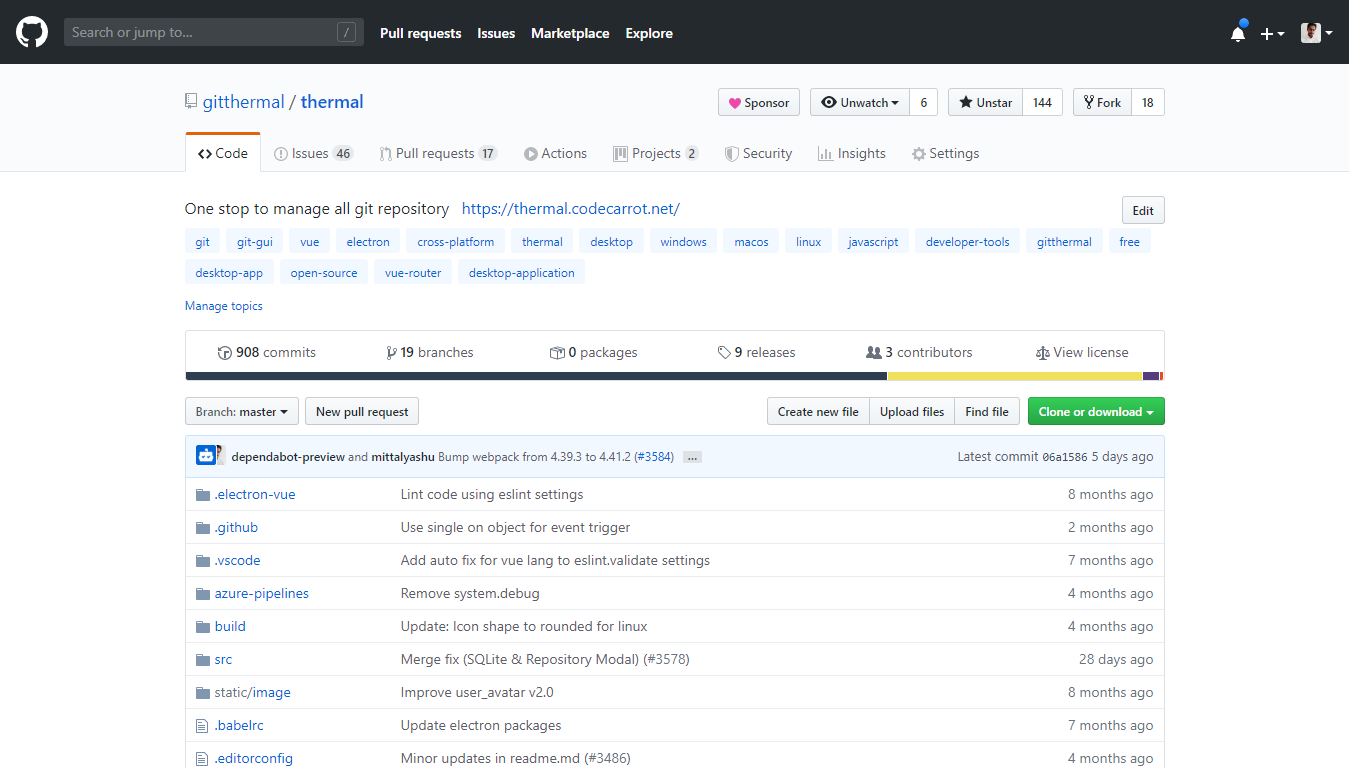 Search or jump to... / Pull requests Issues Marketplace Explore
gitthermal / thermal Sponsor Unwatch 6 Unstar 144 Fork 18
Code Issues 46 Pull requests 17 Actions Projects 2 Security Insights Settings
One stop to manage all git repository https://thermal.codecarrot.net/ Edit
git git-gui vue electron cross-platform thermal desktop windows macos linux javascript developer-tools gitthermal free
desktop-app open-source vue-router desktop-application
Manage topics
908 commits 19 branches 0 packages 9 releases 3 contributors View license
Branch: master New pull request Create new file Upload files Find file Clone or download
dependabot-preview and mittalyashu Bump webpack from 4.39.3 to 4.41.2 (#3584) ... Latest commit 06a1586 5 days ago
.electron-vue Lint code using eslint settings 8 months ago
.github Use single on object for event trigger 2 months ago
.vscode Add auto fix for vue lang to eslint.validate settings 7 months ago
azure-pipelines Remove system.debug 4 months ago
build Update: Icon shape to rounded for linux 4 months ago
src Merge fix (SQLite & Repository Modal) (#3578) 28 days ago
static/image Improve user_avatar v2.0 8 months ago
.babelrc Update electron packages 7 months ago
.editorconfig Minor updates in readme.md (#3486) 4 months ago